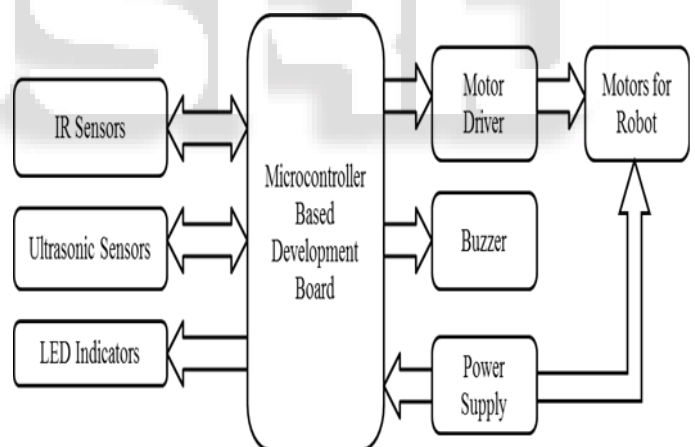 IR Sensors
Ultrasonic Sensors
LED Indicators
Microcontroller
Based
Development
Board
Motor
Driver
Motors for
Robot
Buzzer
Power
Supply